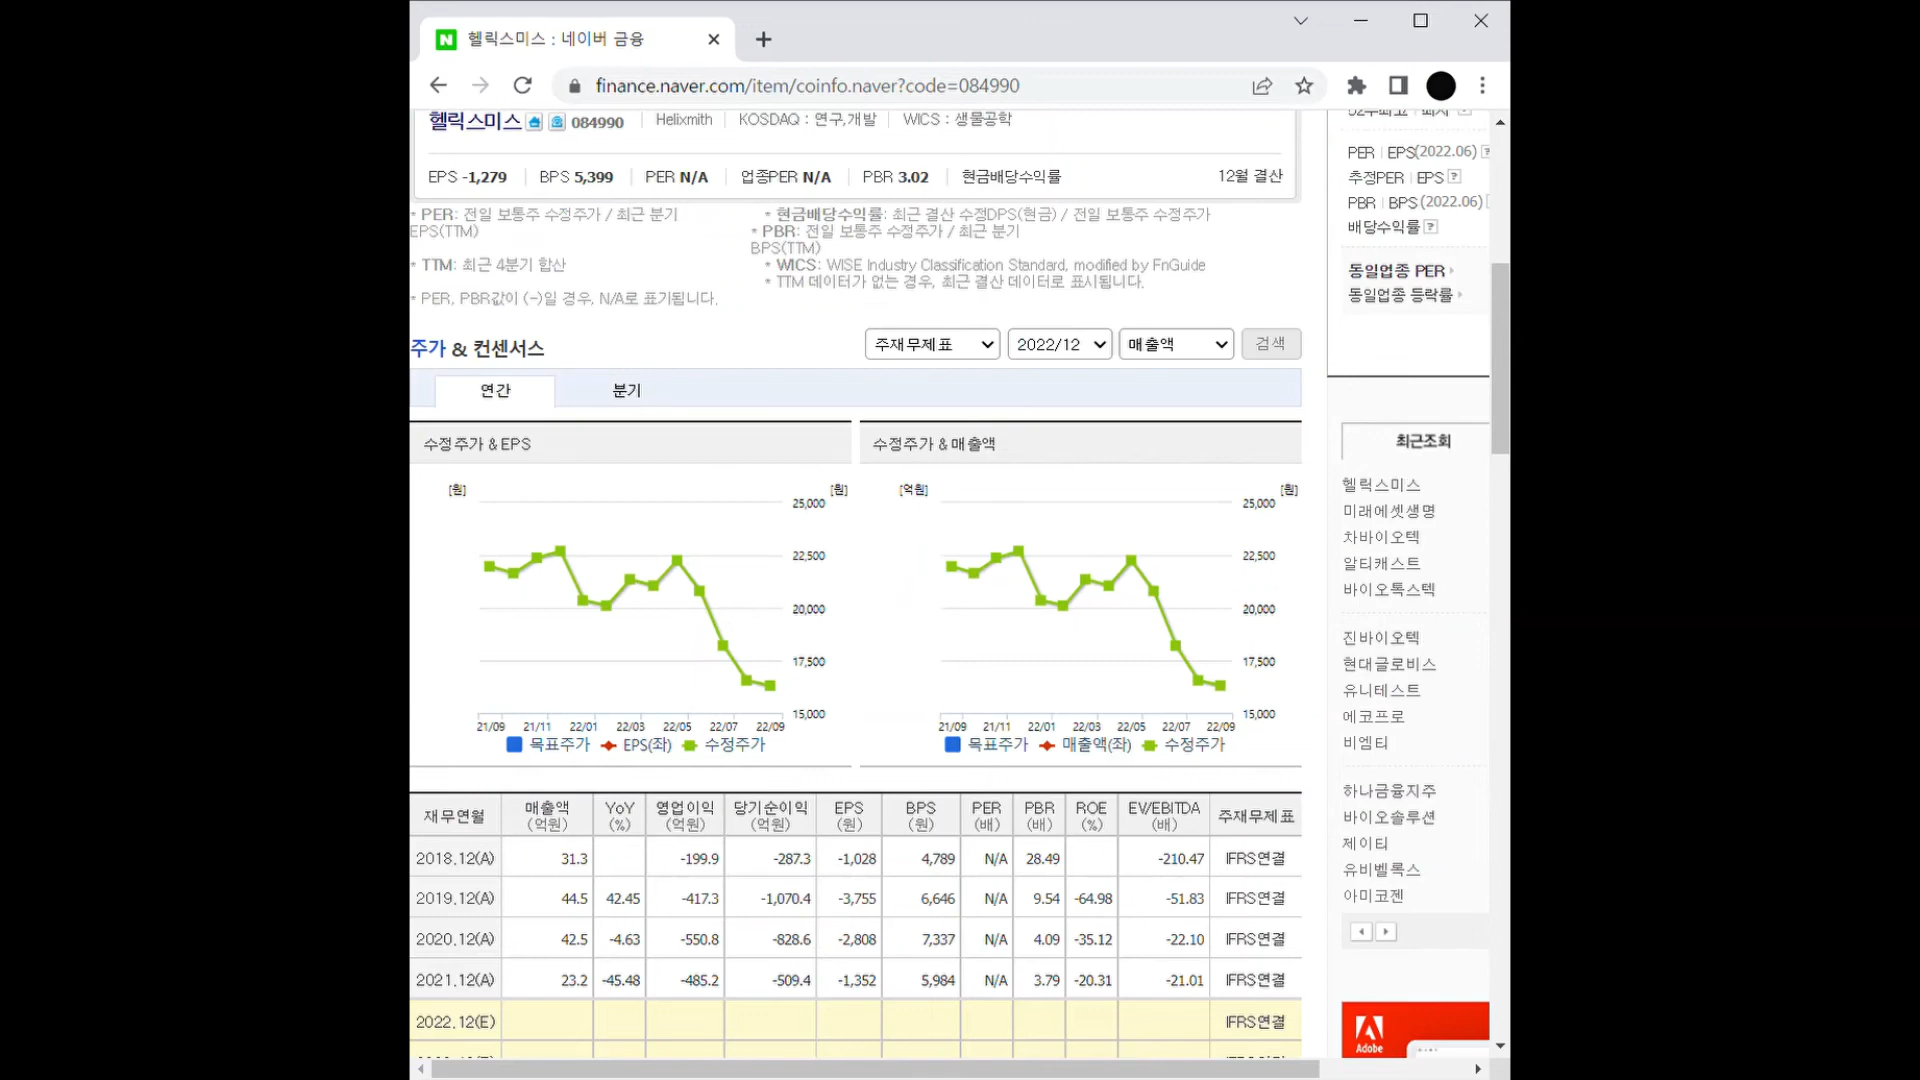 헬릭스미스 : 네이버 금융
finance.naver.com/item/coinfo.naver?code=084990
헬릭스미스 084990 Helixmith KOSDAQ : 연구,개발 WICS : 생물공학
EPS -1,279 BPS 5,399 PER N/A 업종PER N/A PBR 3.02 현금배당수익률 12월 결산
* PER: 전일 보통주 수정주가 / 최근 분기
EPS(TTM)
* TTM: 최근 4분기 합산
* PER, PBR값이 (-)일 경우, N/A로 표기됩니다.
* 현금배당수익률: 최근 결산 수정DPS(현금) / 전일 보통주 수정주가
* PBR: 전일 보통주 수정주가 / 최근 분기
BPS(TTM)
* WICS: WISE Industry Classification Standard, modified by FnGuide
* TTM 데이터가 없는 경우, 최근 결산 데이터로 표시됩니다.
주가 & 컨센서스
주재무제표 2022/12 매출액 검색
연간 분기
수정주가 & EPS
[원] [원]
25,000
22,500
20,000
17,500
15,000
21/09 21/11 22/01 22/03 22/05 22/07 22/09
목표주가 EPS(좌) 수정주가
수정주가 & 매출액
[억원] [원]
25,000
22,500
20,000
17,500
15,000
21/09 21/11 22/01 22/03 22/05 22/07 22/09
목표주가 매출액(좌) 수정주가
재무연월 매출액 YoY 영업이익 당기순이익 EPS BPS PER PBR ROE EV/EBITDA 주재무제표
(억원) (%) (억원) (억원) (원) (원) (배) (배) (%) (배)
2018.12(A) 31.3 -199.9 -287.3 -1,028 4,789 N/A 28.49 -210.47 IFRS연결
2019.12(A) 44.5 42.45 -417.3 -1,070.4 -3,755 6,646 N/A 9.54 -64.98 -51.83 IFRS연결
2020.12(A) 42.5 -4.63 -550.8 -828.6 -2,808 7,337 N/A 4.09 -35.12 -22.10 IFRS연결
2021.12(A) 23.2 -45.48 -485.2 -509.4 -1,352 5,984 N/A 3.79 -20.31 -21.01 IFRS연결
2022.12(E) IFRS연결
PER EPS(2022.06) ?
추정PER EPS ?
PBR BPS (2022.06)
배당수익률 ?
동일업종 PER
동일업종 등락률
최근조회
헬릭스미스
미래에셋생명
차바이오텍
알티캐스트
바이오톡스텍
진바이오텍
현대글로비스
유니테스트
에코프로
비엠티
하나금융지주
바이오솔루션
제이티
유비벨록스
아미코젠
Adobe